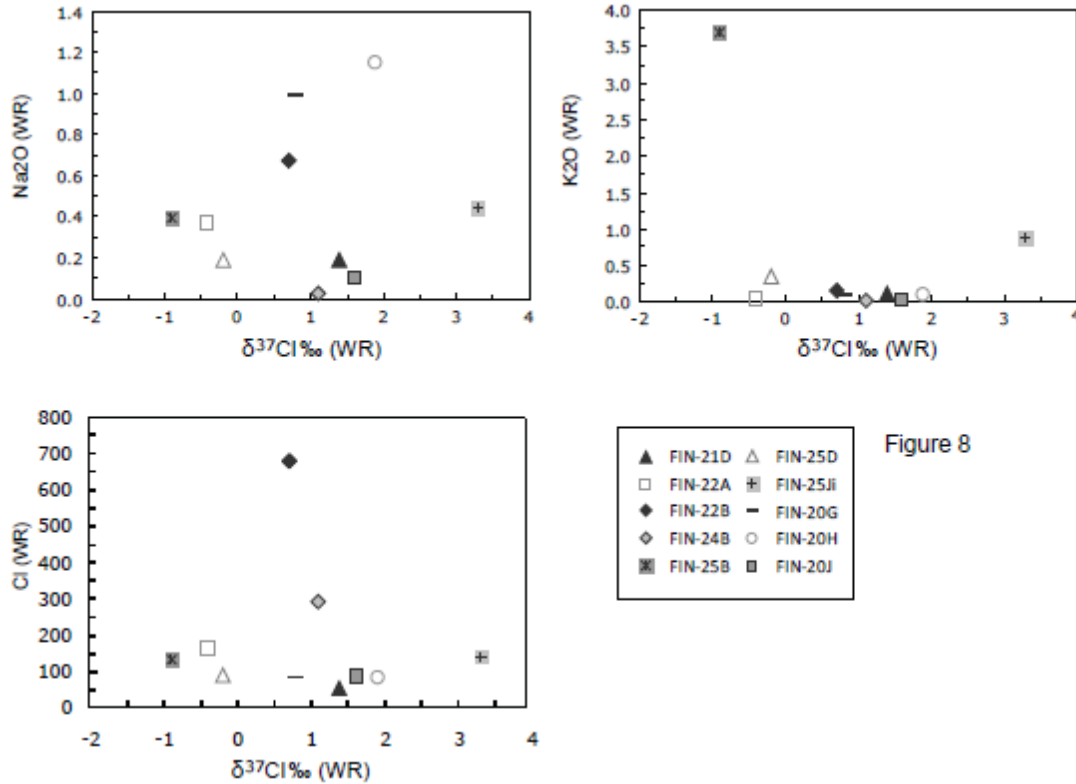 1.4
1.2
1.0
0.8
0.6
0.4
0.2
0.0
Na2O (WR)
-2 -1 0 1 2 3 4
δ³⁷Cl‰ (WR)
4.0
3.5
3.0
2.5
2.0
1.5
1.0
0.5
0.0
K2O (WR)
-2 -1 0 1 2 3 4
δ³⁷Cl‰ (WR)
800
700
600
500
400
300
200
100
0
Cl (WR)
-2 -1 0 1 2 3 4
δ³⁷Cl‰ (WR)
FIN-21D FIN-25D
FIN-22A FIN-25Ji
FIN-22B FIN-20G
FIN-24B FIN-20H
FIN-25B FIN-20J
Figure 8